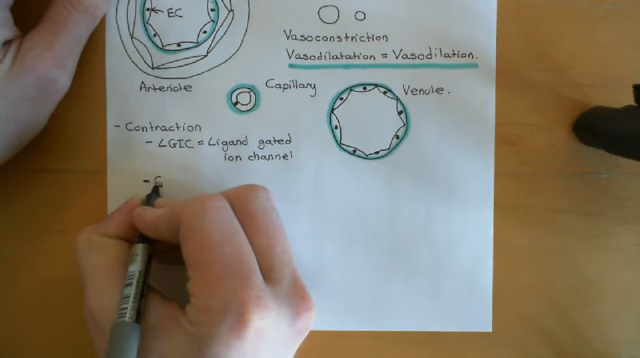 EC
Vasoconstriction
Vasodilatation = Vasodilation.
Arteriole
Capillary
Venule.
- Contraction
- LGIC = Ligand gated
ion channel
-